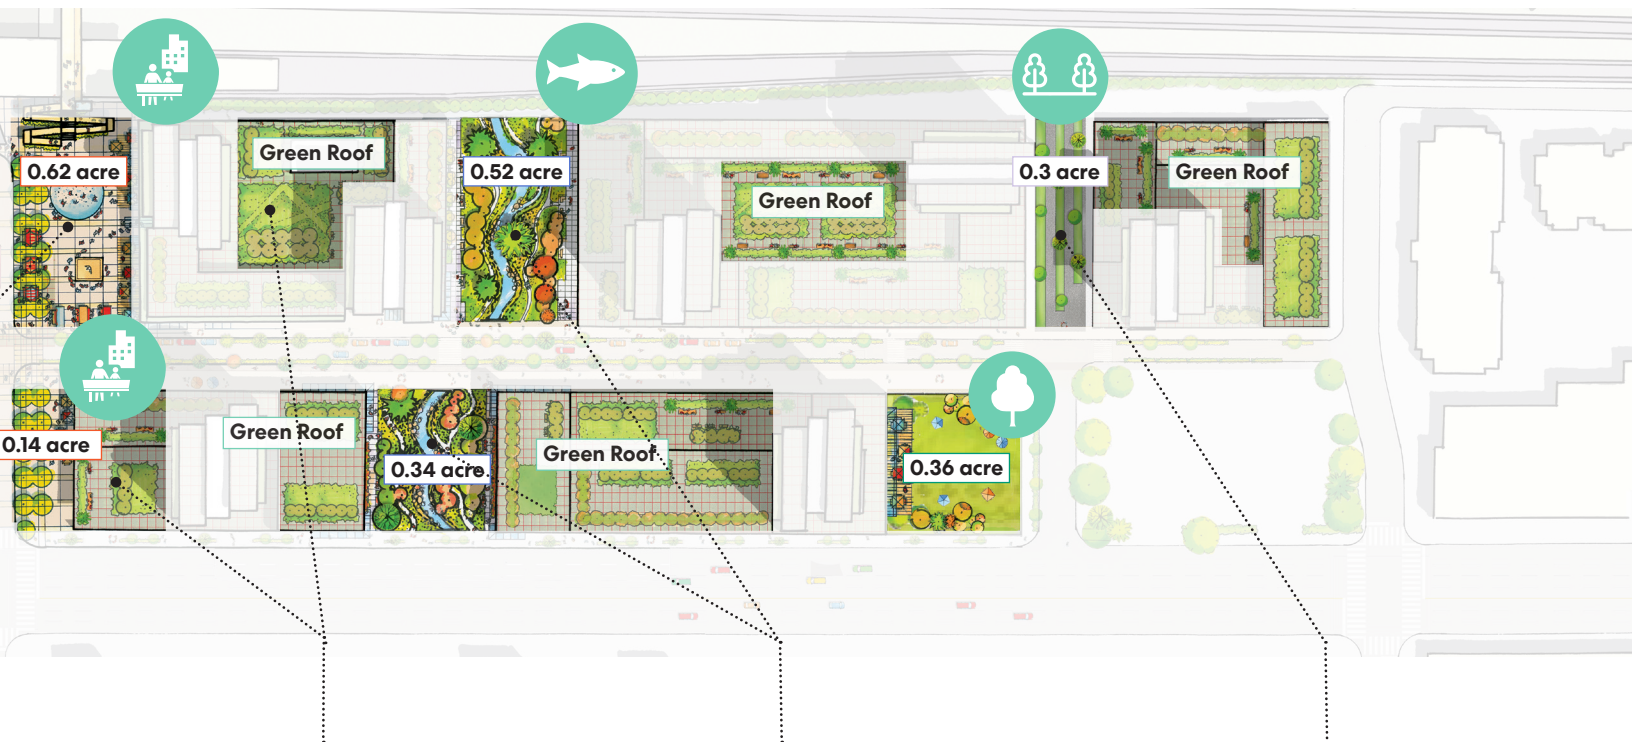 Green Roof
0.62 acre
0.52 acre
0.3 acre
Green Roof
Green Roof
Green Roof
0.14 acre
Green Roof
0.34 acre
0.36 acre